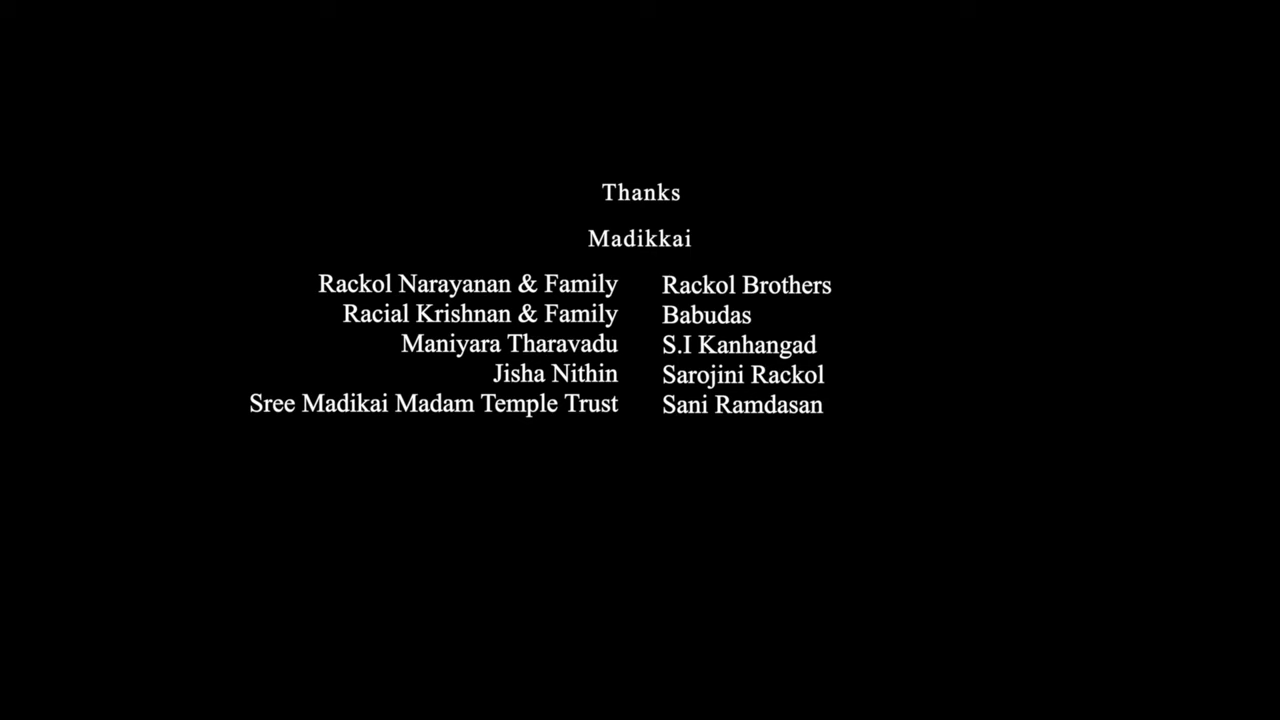 Thanks
Madikkai
Rackol Narayanan & Family Rackol Brothers
Racial Krishnan & Family Babudas
Maniyara Tharavadu S.I Kanhangad
Jisha Nithin Sarojini Rackol
Sree Madikai Madam Temple Trust Sani Ramdasan